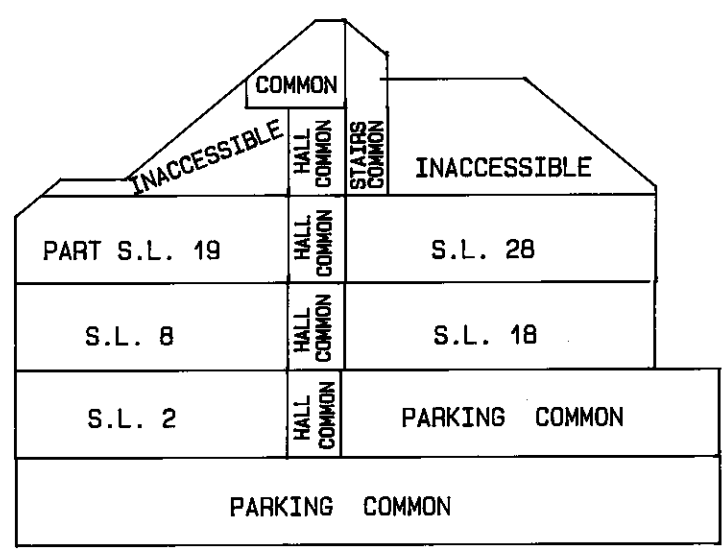 COMMON
INACCESSIBLE
HALL
COMMON
STAIRS
COMMON
INACCESSIBLE
PART S.L. 19
HALL
COMMON
S.L. 28
S.L. 8
HALL
COMMON
S.L. 18
S.L. 2
HALL
COMMON
PARKING COMMON
PARKING COMMON